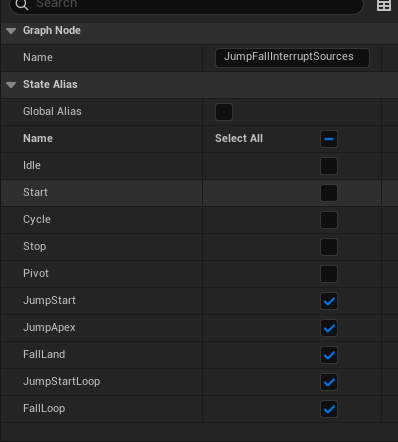 Search
Graph Node
Name JumpFallInterruptSources
State Alias
Global Alias
Name Select All
Idle
Start
Cycle
Stop
Pivot
JumpStart
JumpApex
FallLand
JumpStartLoop
FallLoop